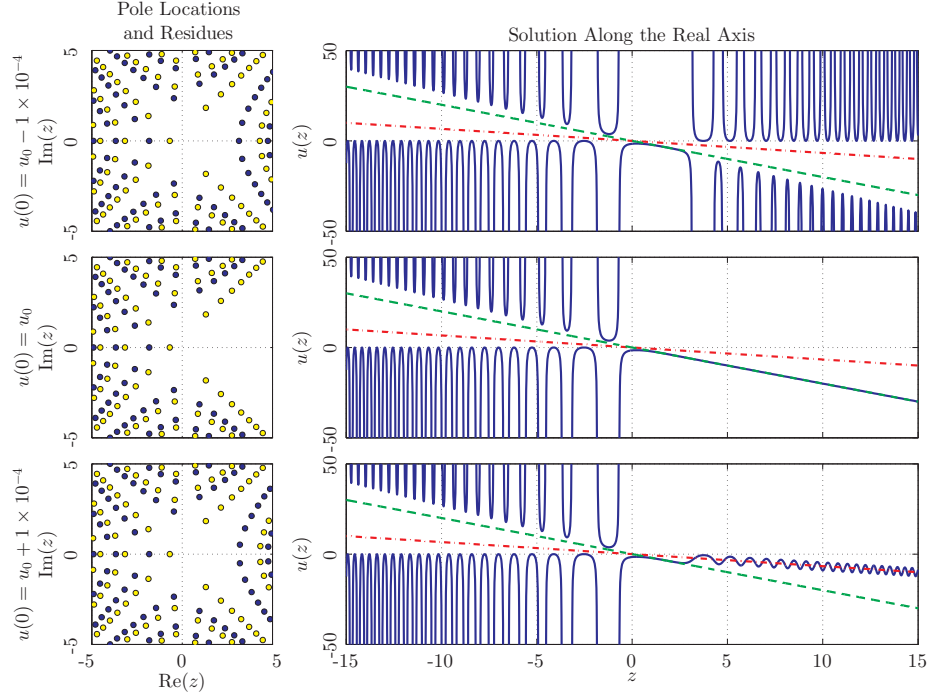 Pole Locations
and Residues
Solution Along the Real Axis
u(0) = u₀ − 1 × 10⁻⁴
Im(z)
5
0
-5
u(z)
50
0
-50
u(0) = u₀
Im(z)
5
0
-5
u(z)
50
0
-50
u(0) = u₀ + 1 × 10⁻⁴
Im(z)
5
0
-5
u(z)
50
0
-50
-5 0 5
Re(z)
-15 -10 -5 0 5 10 15
z